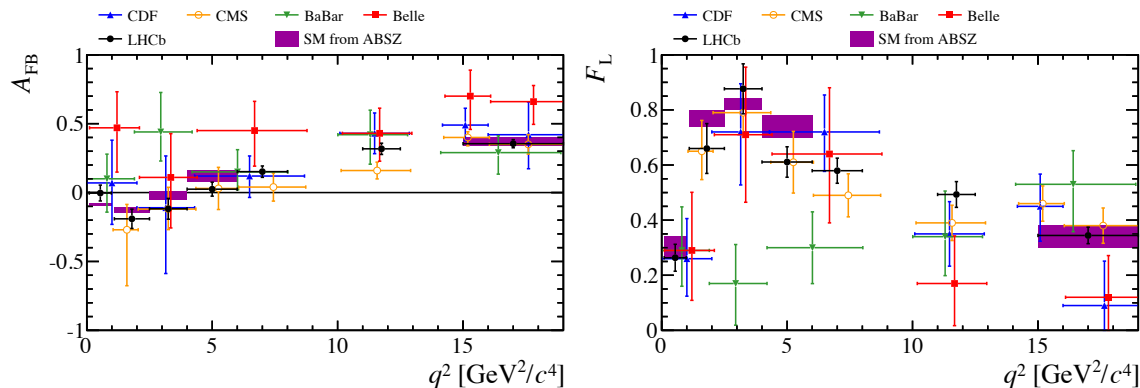 CDF CMS BaBar Belle
LHCb SM from ABSZ
A_FB
1
0.5
0
-0.5
-1
0 5 10 15
q² [GeV²/c⁴]
CDF CMS BaBar Belle
LHCb SM from ABSZ
F_L
1
0.8
0.6
0.4
0.2
0
0 5 10 15
q² [GeV²/c⁴]